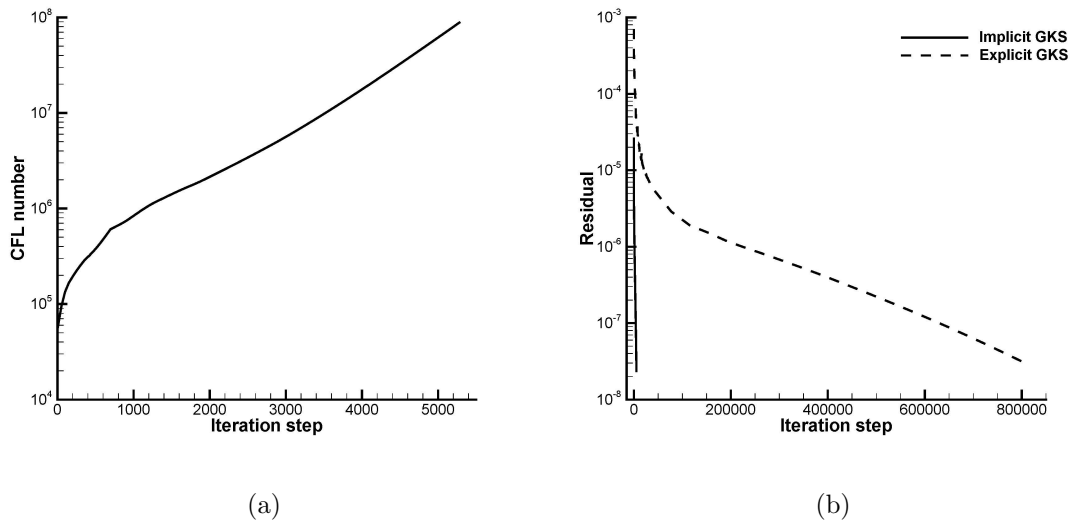 10^8
10^7
10^6
10^5
10^4
CFL number
0
1000
2000
3000
4000
5000
Iteration step
(a)
10^-3
10^-4
10^-5
10^-6
10^-7
10^-8
Residual
Implicit GKS
Explicit GKS
0
200000
400000
600000
800000
Iteration step
(b)